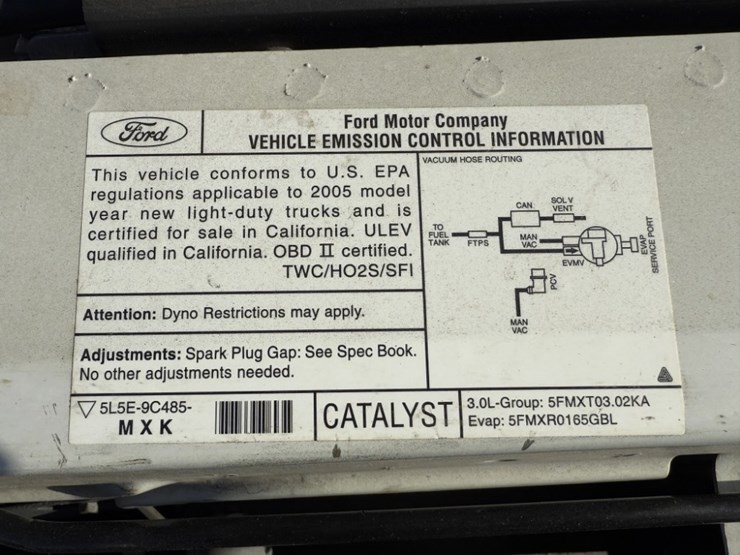 Ford
Ford Motor Company
VEHICLE EMISSION CONTROL INFORMATION
This vehicle conforms to U.S. EPA
regulations applicable to 2005 model
year new light-duty trucks and is
certified for sale in California. ULEV
qualified in California. OBD II certified.
TWC/HO2S/SFI
Attention: Dyno Restrictions may apply.
Adjustments: Spark Plug Gap: See Spec Book.
No other adjustments needed.
VACUUM HOSE ROUTING
CAN
SOL V
VENT
TO
FUEL
TANK
FTPS
MAN
VAC
EVMV
EVAP
SERVICE PORT
PCV
MAN
VAC
5L5E-9C485-
MXK
CATALYST
3.0L-Group: 5FMXT03.02KA
Evap: 5FMXR0165GBL